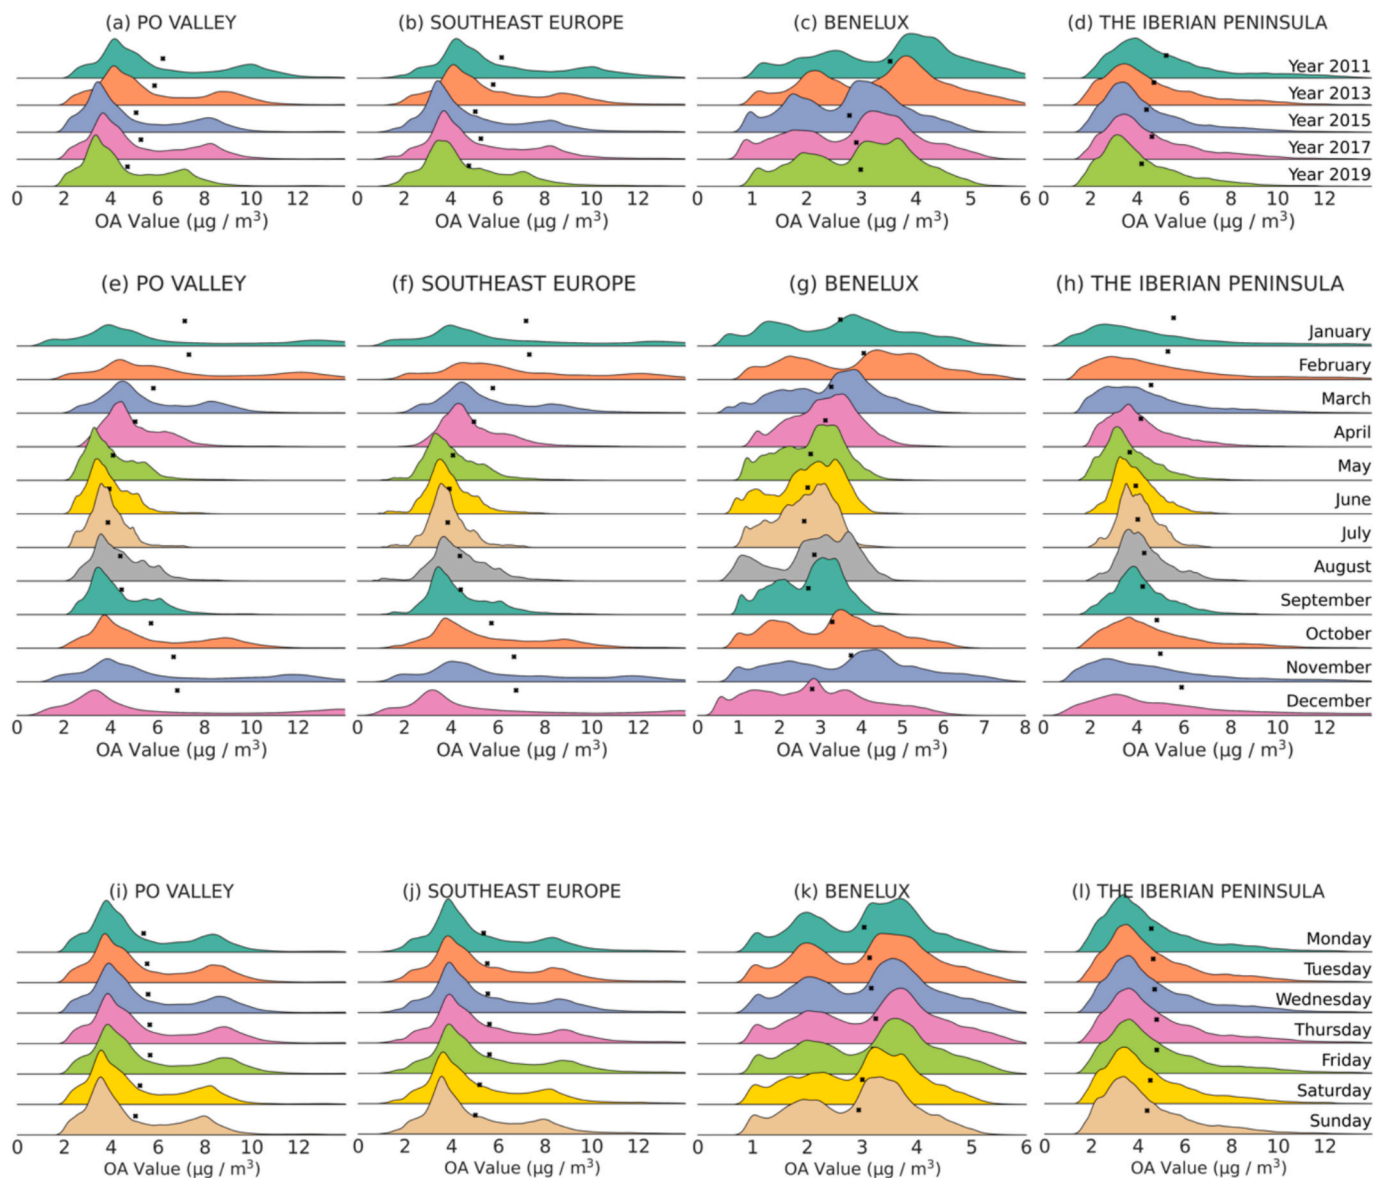 (a) PO VALLEY (b) SOUTHEAST EUROPE (c) BENELUX (d) THE IBERIAN PENINSULA
Year 2011
Year 2013
Year 2015
Year 2017
Year 2019
0 2 4 6 8 10 12 0 2 4 6 8 10 12 0 1 2 3 4 5 6 0 2 4 6 8 10 12
OA Value (μg / m³) OA Value (μg / m³) OA Value (μg / m³) OA Value (μg / m³)
(e) PO VALLEY (f) SOUTHEAST EUROPE (g) BENELUX (h) THE IBERIAN PENINSULA
January
February
March
April
May
June
July
August
September
October
November
December
0 2 4 6 8 10 12 0 2 4 6 8 10 12 0 1 2 3 4 5 6 7 8 0 2 4 6 8 10 12
OA Value (μg / m³) OA Value (μg / m³) OA Value (μg / m³) OA Value (μg / m³)
(i) PO VALLEY (j) SOUTHEAST EUROPE (k) BENELUX (l) THE IBERIAN PENINSULA
Monday
Tuesday
Wednesday
Thursday
Friday
Saturday
Sunday
0 2 4 6 8 10 12 0 2 4 6 8 10 12 0 1 2 3 4 5 6 0 2 4 6 8 10 12
OA Value (μg / m³) OA Value (μg / m³) OA Value (μg / m³) OA Value (μg / m³)